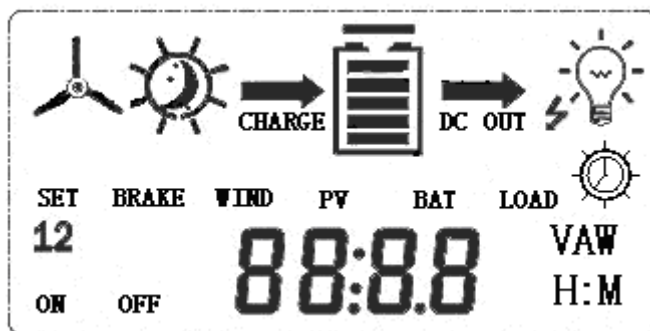 CHARGE DC OUT
SET BRAKE WIND PV BAT LOAD
12 88:8.8 VAW
ON OFF H:M